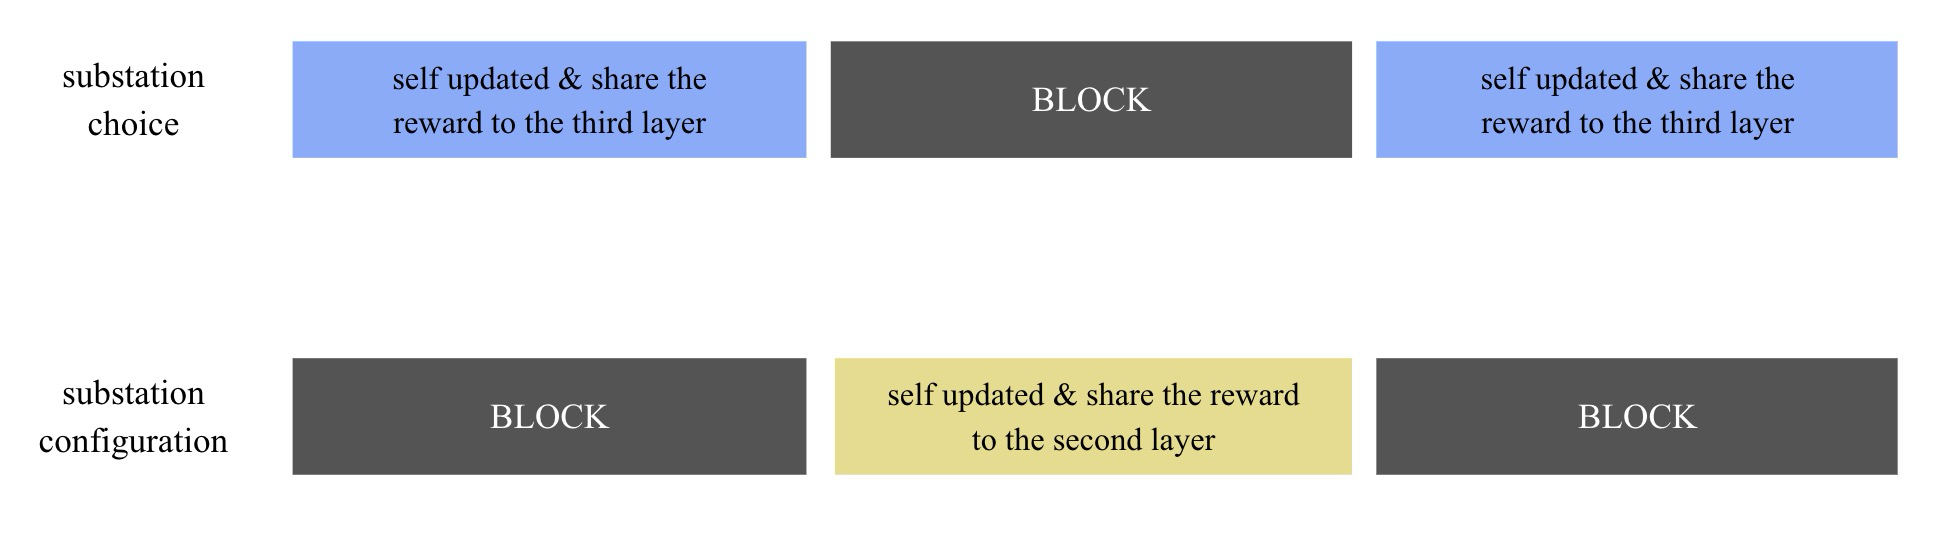 substation
choice
self updated & share the
reward to the third layer
BLOCK
self updated & share the
reward to the third layer
substation
configuration
BLOCK
self updated & share the reward
to the second layer
BLOCK